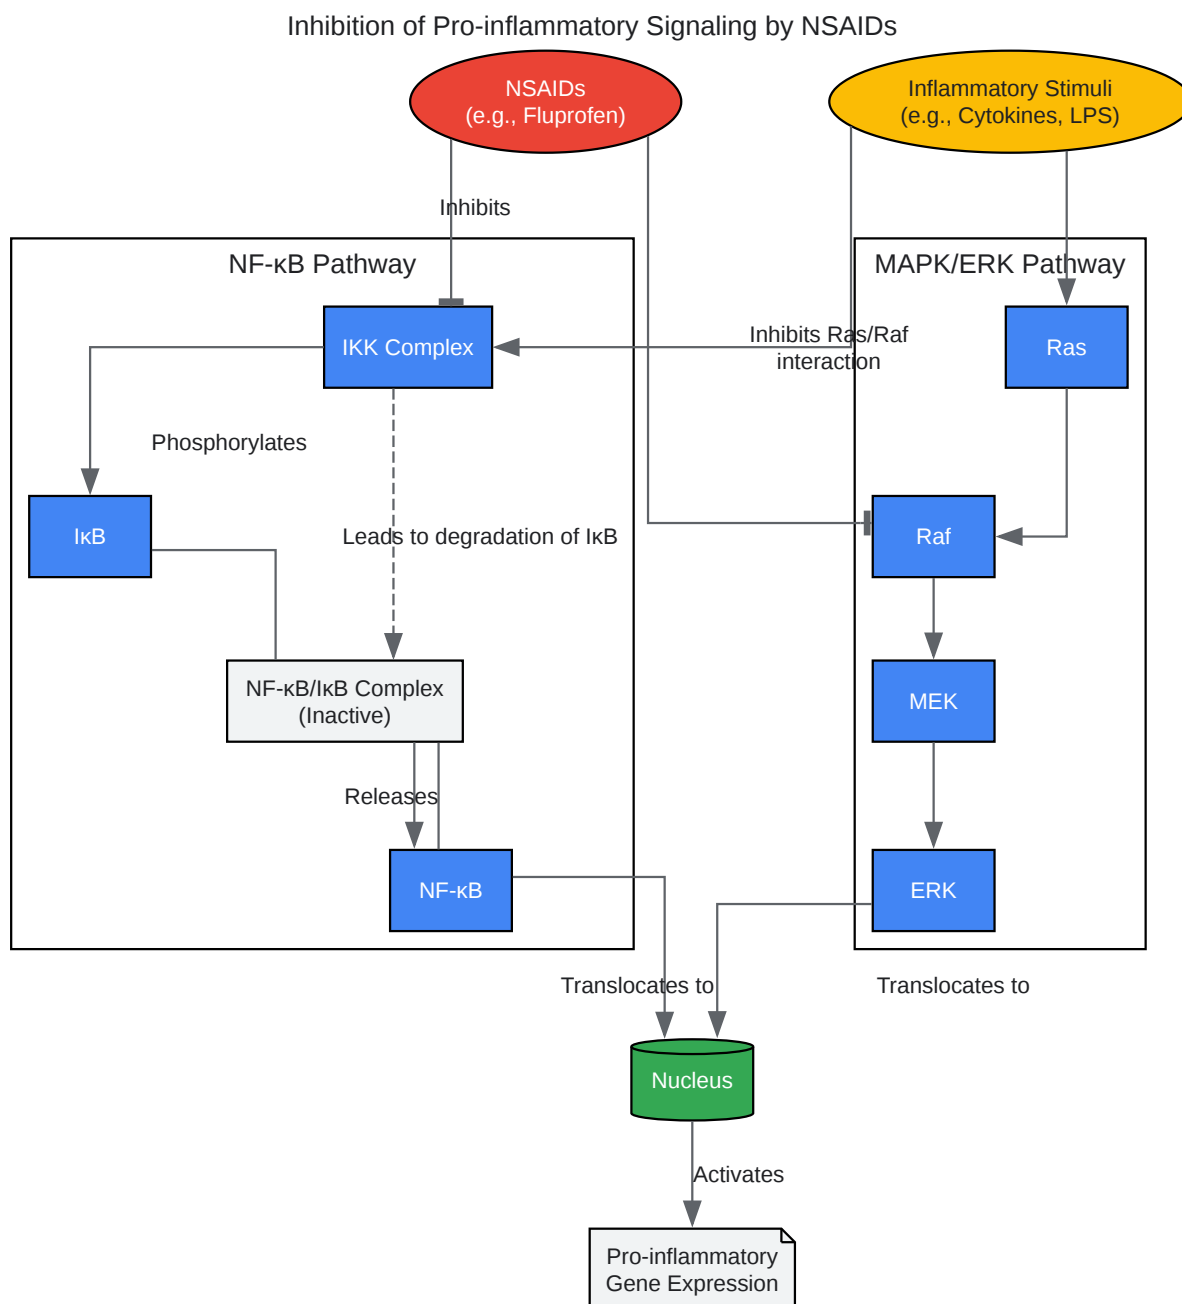 Inhibition of Pro-inflammatory Signaling by NSAIDs
NSAIDs
(e.g., Fluprofen)
Inflammatory Stimuli
(e.g., Cytokines, LPS)
Inhibits
NF-κB Pathway
MAPK/ERK Pathway
IKK Complex
Inhibits Ras/Raf
interaction
Ras
Phosphorylates
IκB
Leads to degradation of IκB
Raf
NF-κB/IκB Complex
(Inactive)
MEK
Releases
NF-κB
ERK
Translocates to
Translocates to
Nucleus
Activates
Pro-inflammatory
Gene Expression